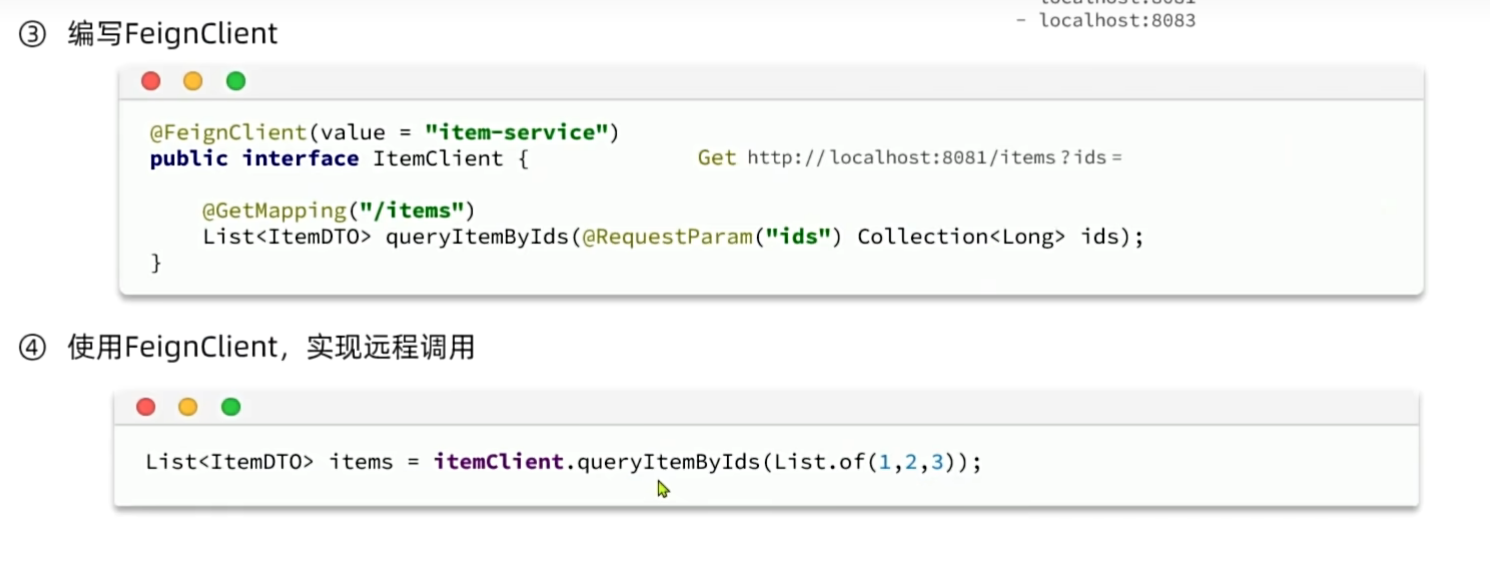 - localhost:8083
③ 编写FeignClient
@FeignClient(value = "item-service")
public interface ItemClient {
Get http://localhost:8081/items?ids=
@GetMapping("/items")
List<ItemDTO> queryItemByIds(@RequestParam("ids") Collection<Long> ids);
}
④ 使用FeignClient，实现远程调用
List<ItemDTO> items = itemClient.queryItemByIds(List.of(1,2,3));